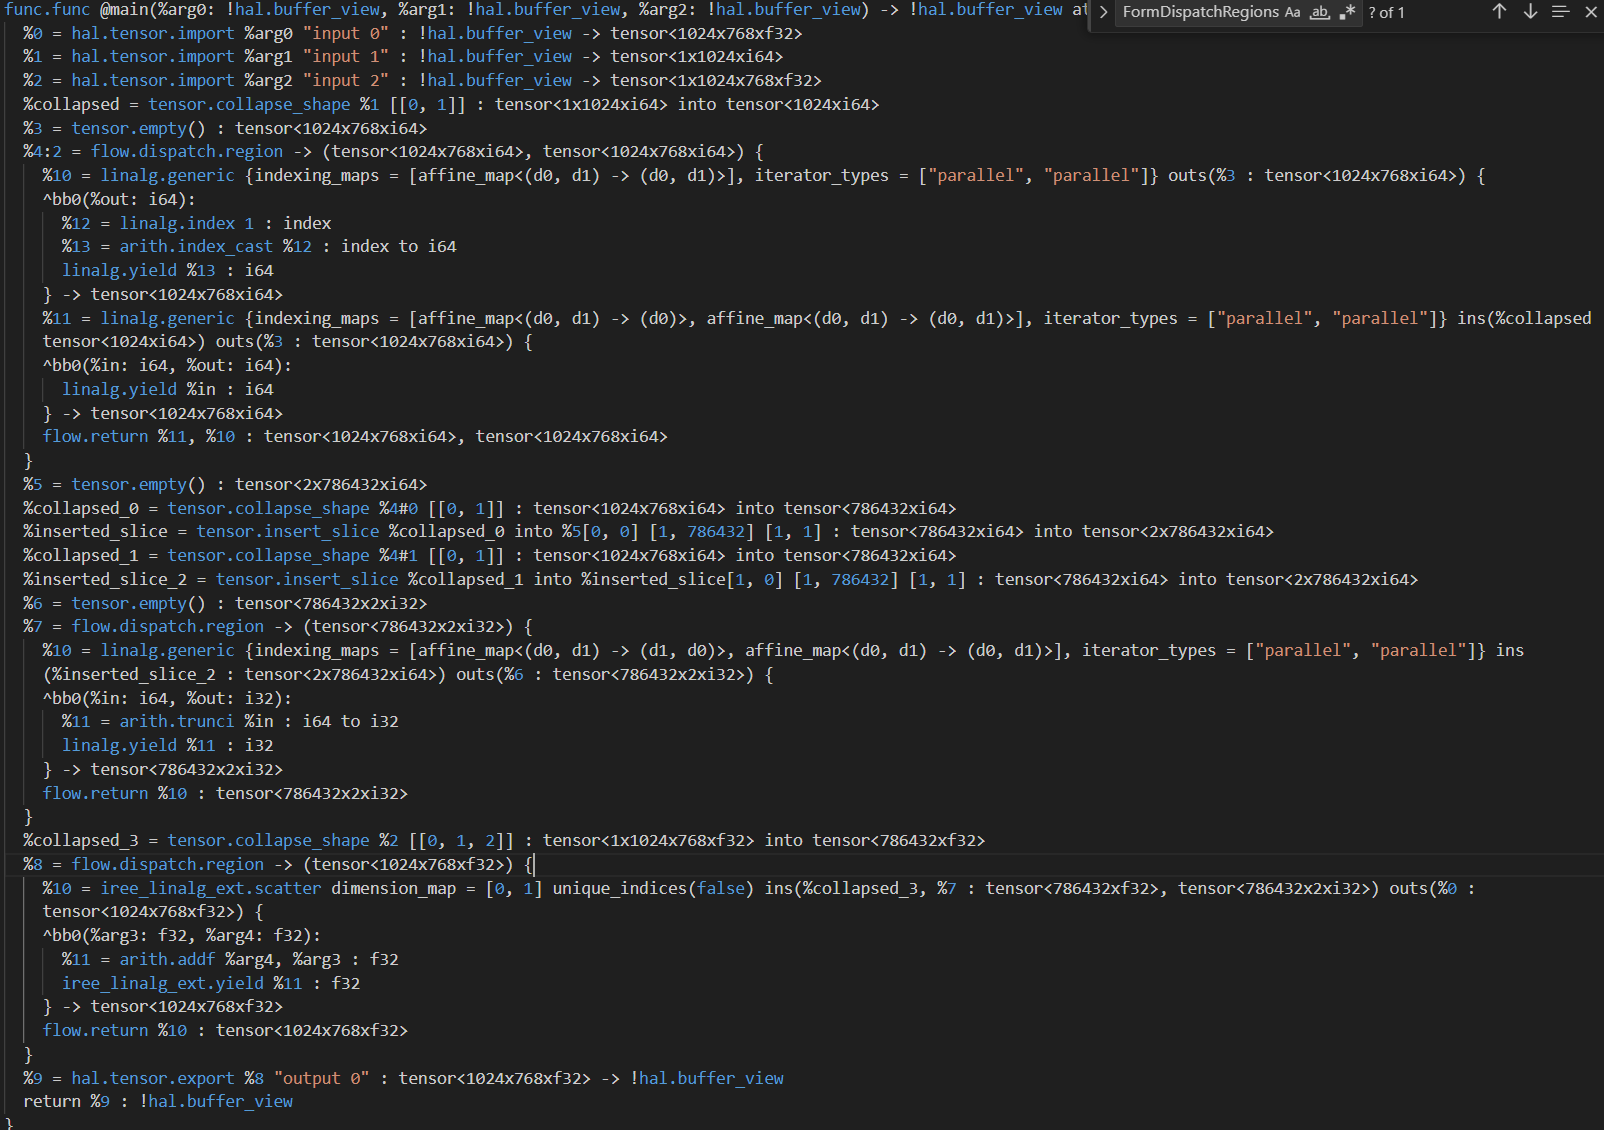 func.func @main(%arg0: !hal.buffer_view, %arg1: !hal.buffer_view, %arg2: !hal.buffer_view) -> !hal.buffer_view at
FormDispatchRegions Aa ab .* ? of 1
%0 = hal.tensor.import %arg0 "input 0" : !hal.buffer_view -> tensor<1024x768xf32>
%1 = hal.tensor.import %arg1 "input 1" : !hal.buffer_view -> tensor<1x1024xi64>
%2 = hal.tensor.import %arg2 "input 2" : !hal.buffer_view -> tensor<1x1024x768xf32>
%collapsed = tensor.collapse_shape %1 [[0, 1]] : tensor<1x1024xi64> into tensor<1024xi64>
%3 = tensor.empty() : tensor<1024x768xi64>
%4:2 = flow.dispatch.region -> (tensor<1024x768xi64>, tensor<1024x768xi64>) {
%10 = linalg.generic {indexing_maps = [affine_map<(d0, d1) -> (d0, d1)>], iterator_types = ["parallel", "parallel"]} outs(%3 : tensor<1024x768xi64>) {
^bb0(%out: i64):
%12 = linalg.index 1 : index
%13 = arith.index_cast %12 : index to i64
linalg.yield %13 : i64
} -> tensor<1024x768xi64>
%11 = linalg.generic {indexing_maps = [affine_map<(d0, d1) -> (d0)>, affine_map<(d0, d1) -> (d0, d1)>], iterator_types = ["parallel", "parallel"]} ins(%collapsed
tensor<1024xi64>) outs(%3 : tensor<1024x768xi64>) {
^bb0(%in: i64, %out: i64):
linalg.yield %in : i64
} -> tensor<1024x768xi64>
flow.return %11, %10 : tensor<1024x768xi64>, tensor<1024x768xi64>
}
%5 = tensor.empty() : tensor<2x786432xi64>
%collapsed_0 = tensor.collapse_shape %4#0 [[0, 1]] : tensor<1024x768xi64> into tensor<786432xi64>
%inserted_slice = tensor.insert_slice %collapsed_0 into %5[0, 0] [1, 786432] [1, 1] : tensor<786432xi64> into tensor<2x786432xi64>
%collapsed_1 = tensor.collapse_shape %4#1 [[0, 1]] : tensor<1024x768xi64> into tensor<786432xi64>
%inserted_slice_2 = tensor.insert_slice %collapsed_1 into %inserted_slice[1, 0] [1, 786432] [1, 1] : tensor<786432xi64> into tensor<2x786432xi64>
%6 = tensor.empty() : tensor<786432x2xi32>
%7 = flow.dispatch.region -> (tensor<786432x2xi32>) {
%10 = linalg.generic {indexing_maps = [affine_map<(d0, d1) -> (d1, d0)>, affine_map<(d0, d1) -> (d0, d1)>], iterator_types = ["parallel", "parallel"]} ins
(%inserted_slice_2 : tensor<2x786432xi64>) outs(%6 : tensor<786432x2xi32>) {
^bb0(%in: i64, %out: i32):
%11 = arith.trunci %in : i64 to i32
linalg.yield %11 : i32
} -> tensor<786432x2xi32>
flow.return %10 : tensor<786432x2xi32>
}
%collapsed_3 = tensor.collapse_shape %2 [[0, 1, 2]] : tensor<1x1024x768xf32> into tensor<786432xf32>
%8 = flow.dispatch.region -> (tensor<1024x768xf32>) {
%10 = iree_linalg_ext.scatter dimension_map = [0, 1] unique_indices(false) ins(%collapsed_3, %7 : tensor<786432xf32>, tensor<786432x2xi32>) outs(%0 :
tensor<1024x768xf32>) {
^bb0(%arg3: f32, %arg4: f32):
%11 = arith.addf %arg4, %arg3 : f32
iree_linalg_ext.yield %11 : f32
} -> tensor<1024x768xf32>
flow.return %10 : tensor<1024x768xf32>
}
%9 = hal.tensor.export %8 "output 0" : tensor<1024x768xf32> -> !hal.buffer_view
return %9 : !hal.buffer_view
}